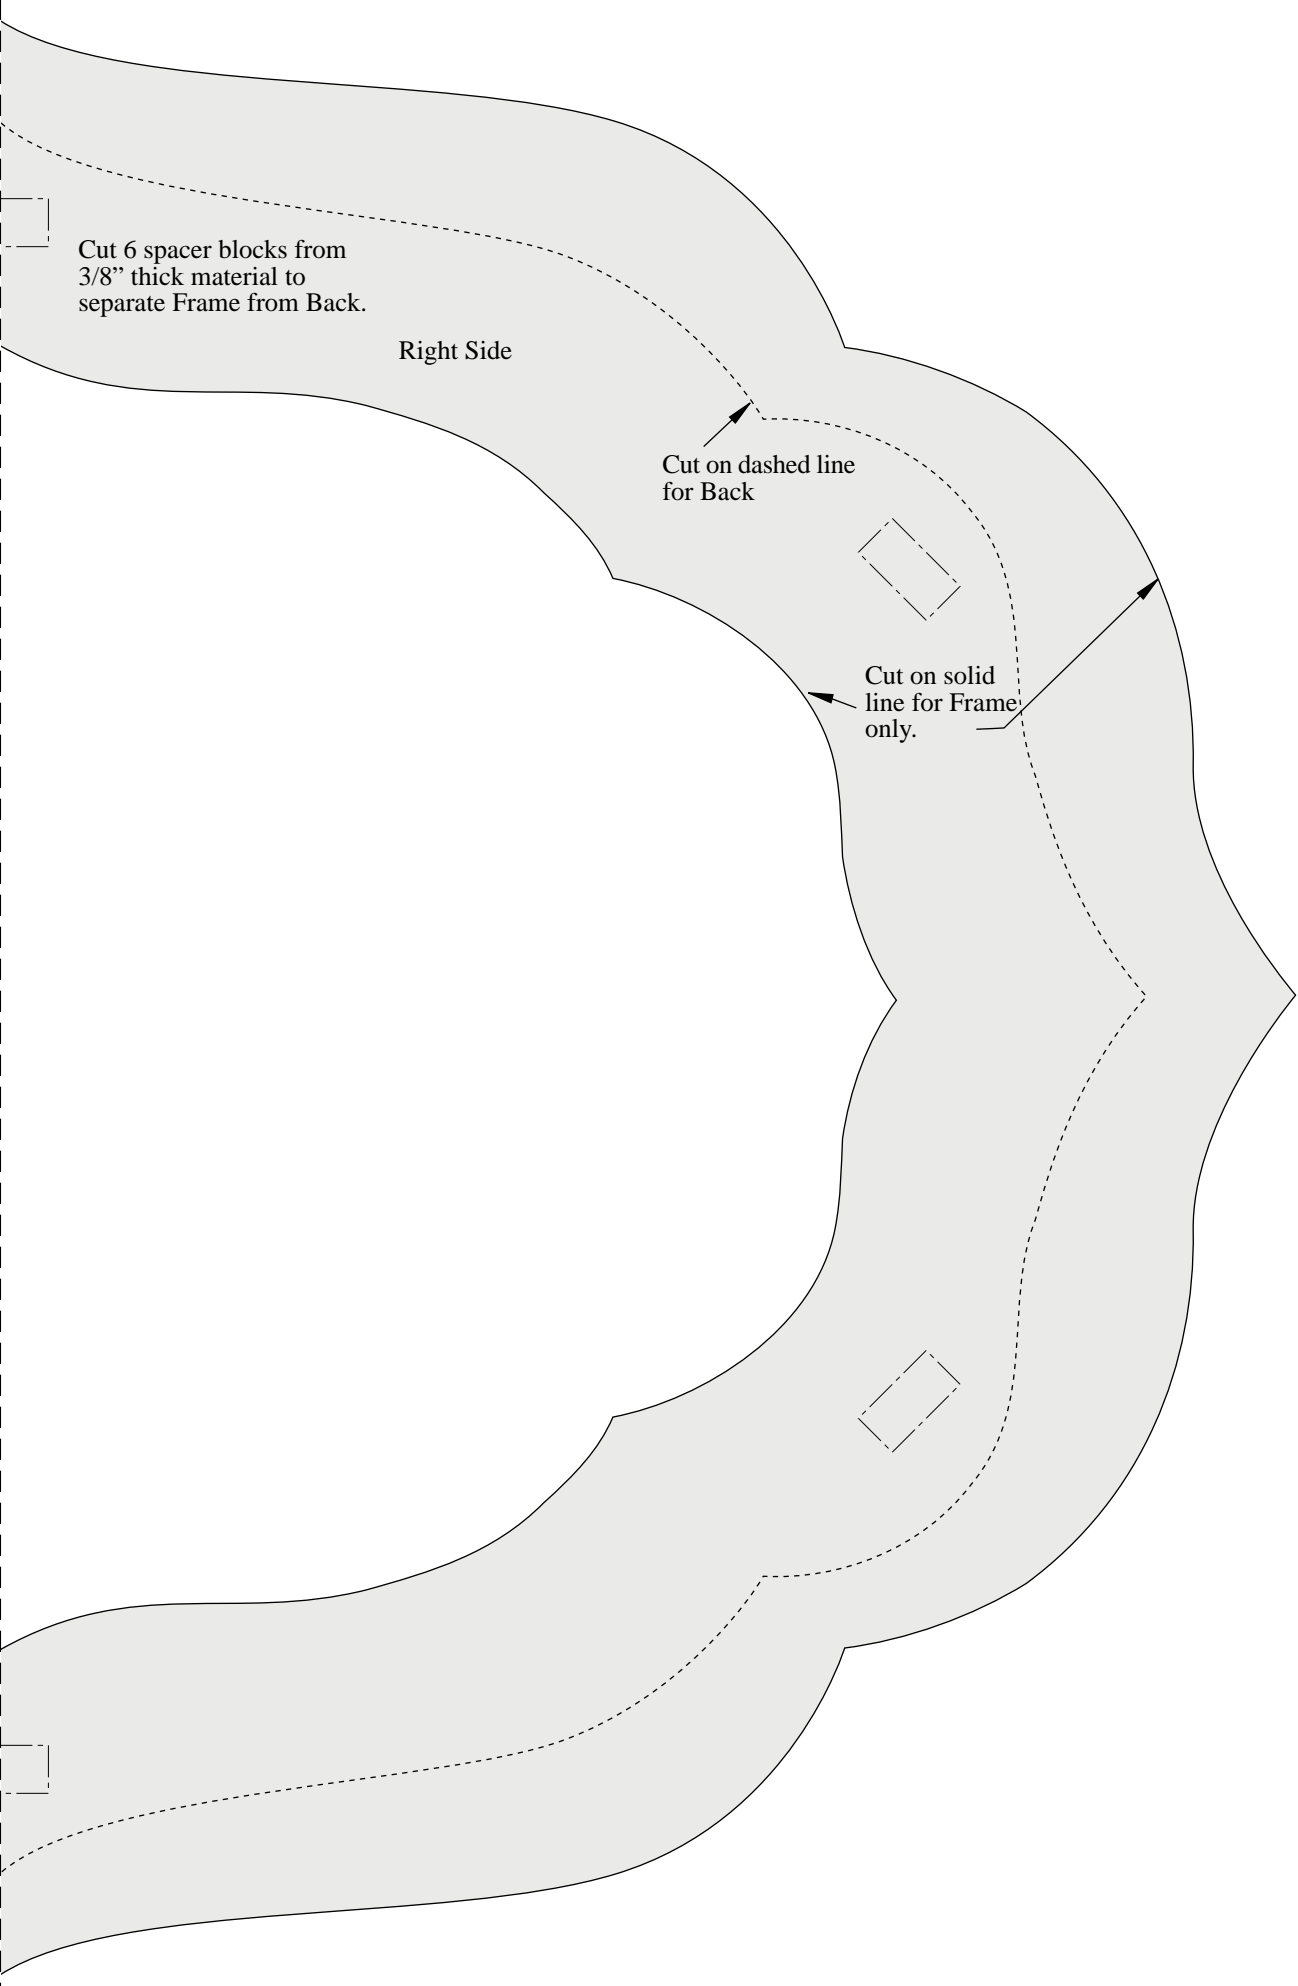 Cut 6 spacer blocks from
3/8” thick material to
separate Frame from Back.
Right Side
Cut on dashed line
for Back
Cut on solid
line for Frame
only.